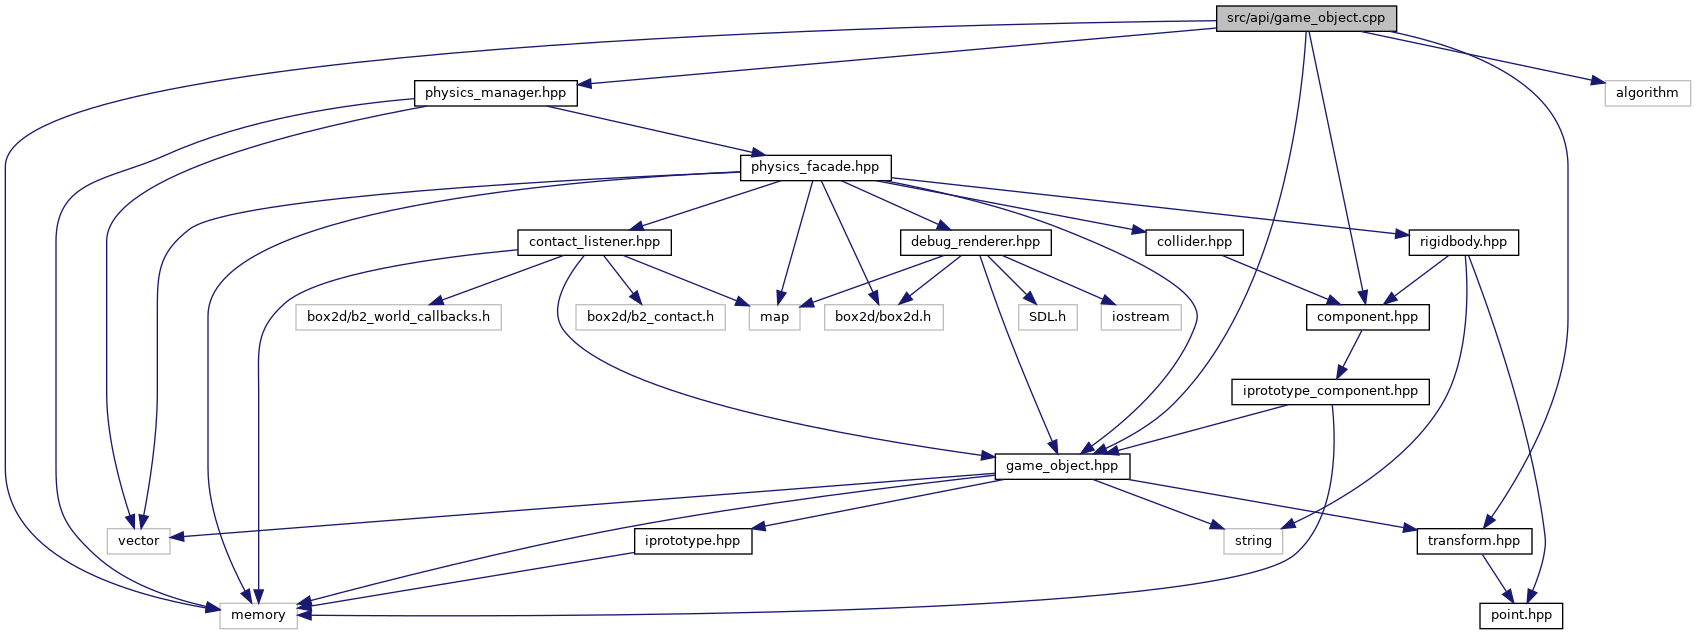 src/api/game_object.cpp
physics_manager.hpp
algorithm
physics_facade.hpp
contact_listener.hpp
debug_renderer.hpp
collider.hpp
rigidbody.hpp
box2d/b2_world_callbacks.h
box2d/b2_contact.h
map
box2d/box2d.h
SDL.h
iostream
component.hpp
iprototype_component.hpp
game_object.hpp
vector
iprototype.hpp
string
transform.hpp
memory
point.hpp